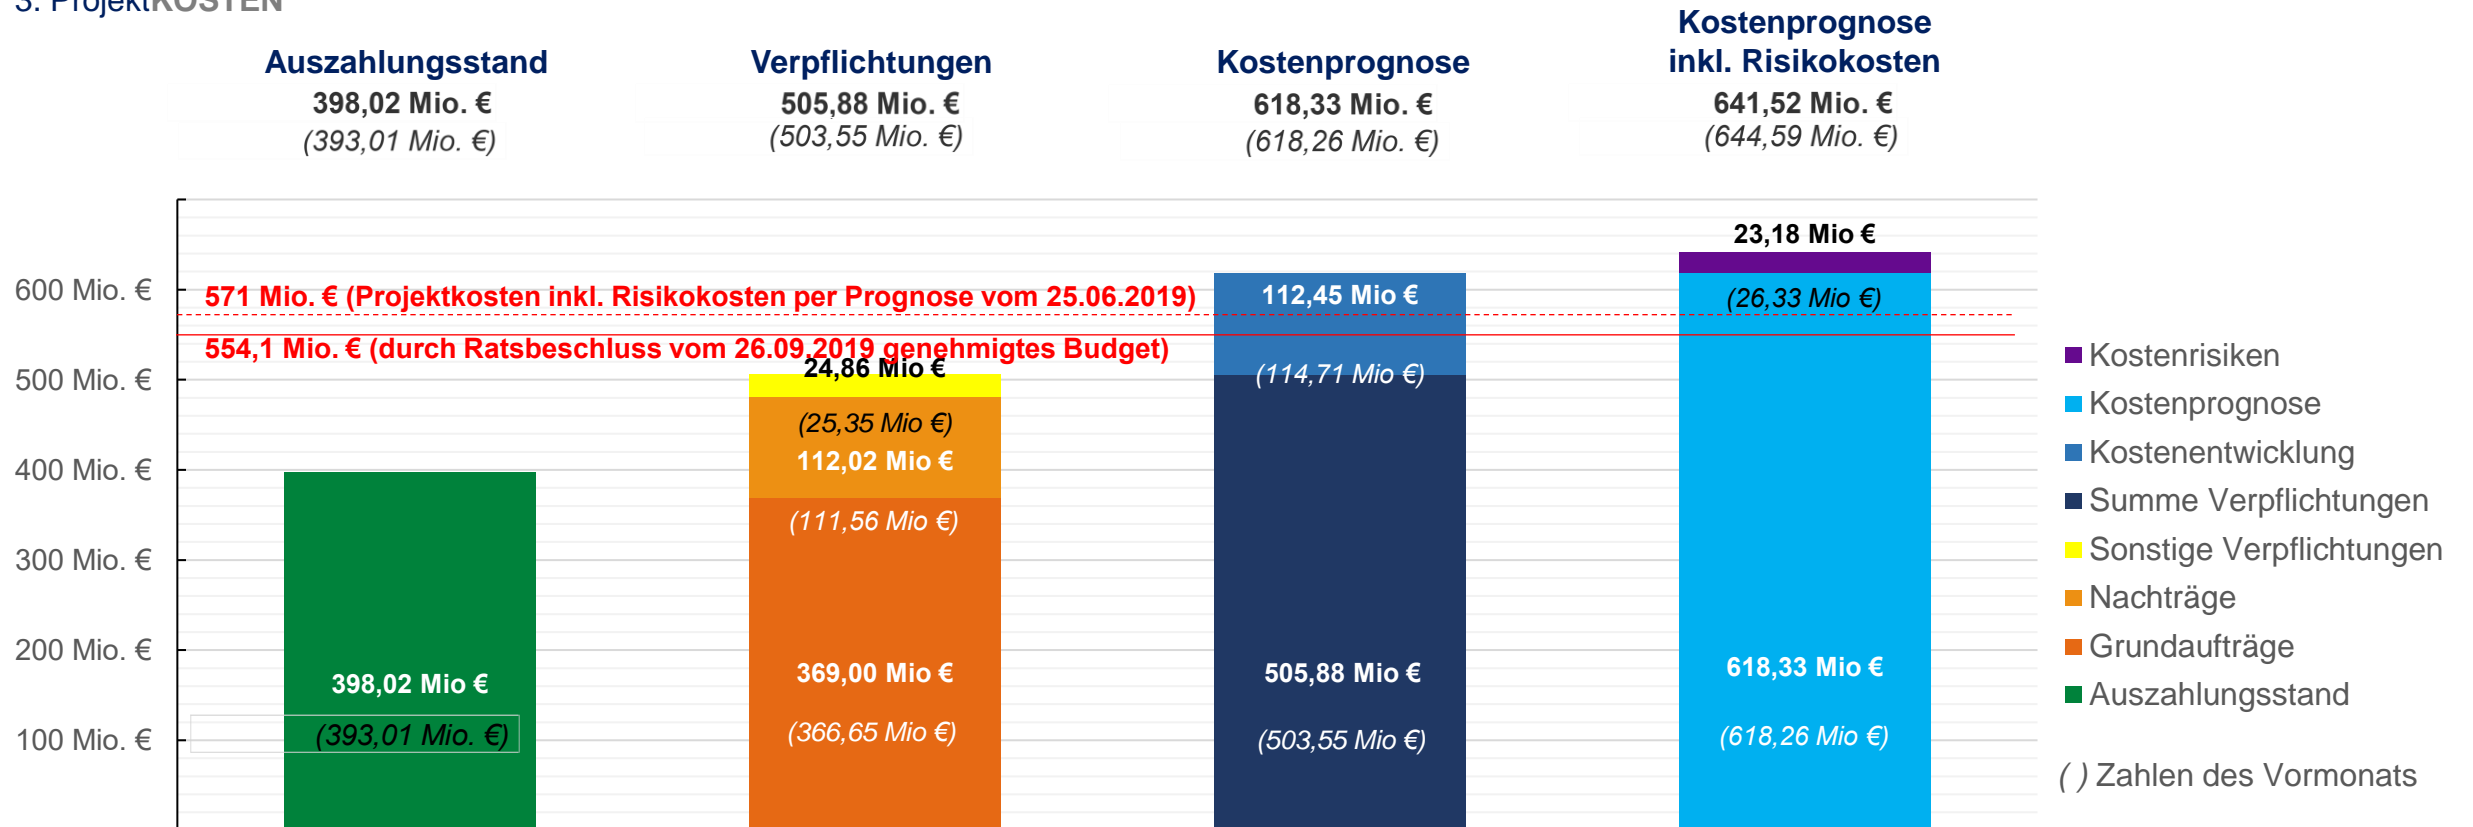 3. ProjektKOSTEN
Auszahlungsstand
398,02 Mio. €
(393,01 Mio. €)
Verpflichtungen
505,88 Mio. €
(503,55 Mio. €)
Kostenprognose
618,33 Mio. €
(618,26 Mio. €)
Kostenprognose
inkl. Risikokosten
641,52 Mio. €
(644,59 Mio. €)
600 Mio. €
500 Mio. €
400 Mio. €
300 Mio. €
200 Mio. €
100 Mio. €
571 Mio. € (Projektkosten inkl. Risikokosten per Prognose vom 25.06.2019)
554,1 Mio. € (durch Ratsbeschluss vom 26.09.2019 genehmigtes Budget)
398,02 Mio €
(393,01 Mio. €)
24,86 Mio €
(25,35 Mio €)
112,02 Mio €
(111,56 Mio €)
369,00 Mio €
(366,65 Mio €)
112,45 Mio €
(114,71 Mio €)
505,88 Mio €
(503,55 Mio €)
23,18 Mio €
(26,33 Mio €)
618,33 Mio €
(618,26 Mio €)
Kostenrisiken
Kostenprognose
Kostenentwicklung
Summe Verpflichtungen
Sonstige Verpflichtungen
Nachträge
Grundaufträge
Auszahlungsstand
( ) Zahlen des Vormonats